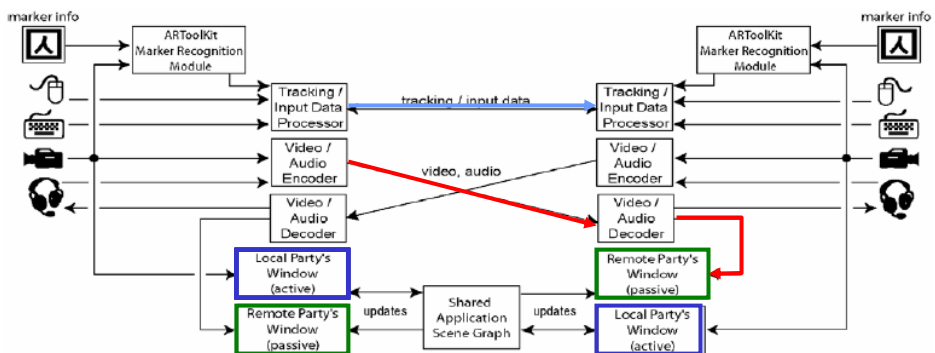 marker info
marker info
ARToolKit
Marker Recognition
Module
ARToolKit
Marker Recognition
Module
Tracking /
Input Data
Processor
tracking / input data
Tracking /
Input Data
Processor
Video /
Audio
Encoder
video, audio
Video /
Audio
Encoder
Video /
Audio
Decoder
Video /
Audio
Decoder
Local Party's
Window
(active)
Remote Party's
Window
(passive)
Remote Party's
Window
(passive)
updates
Shared
Application
Scene Graph
updates
Local Party's
Window
(active)